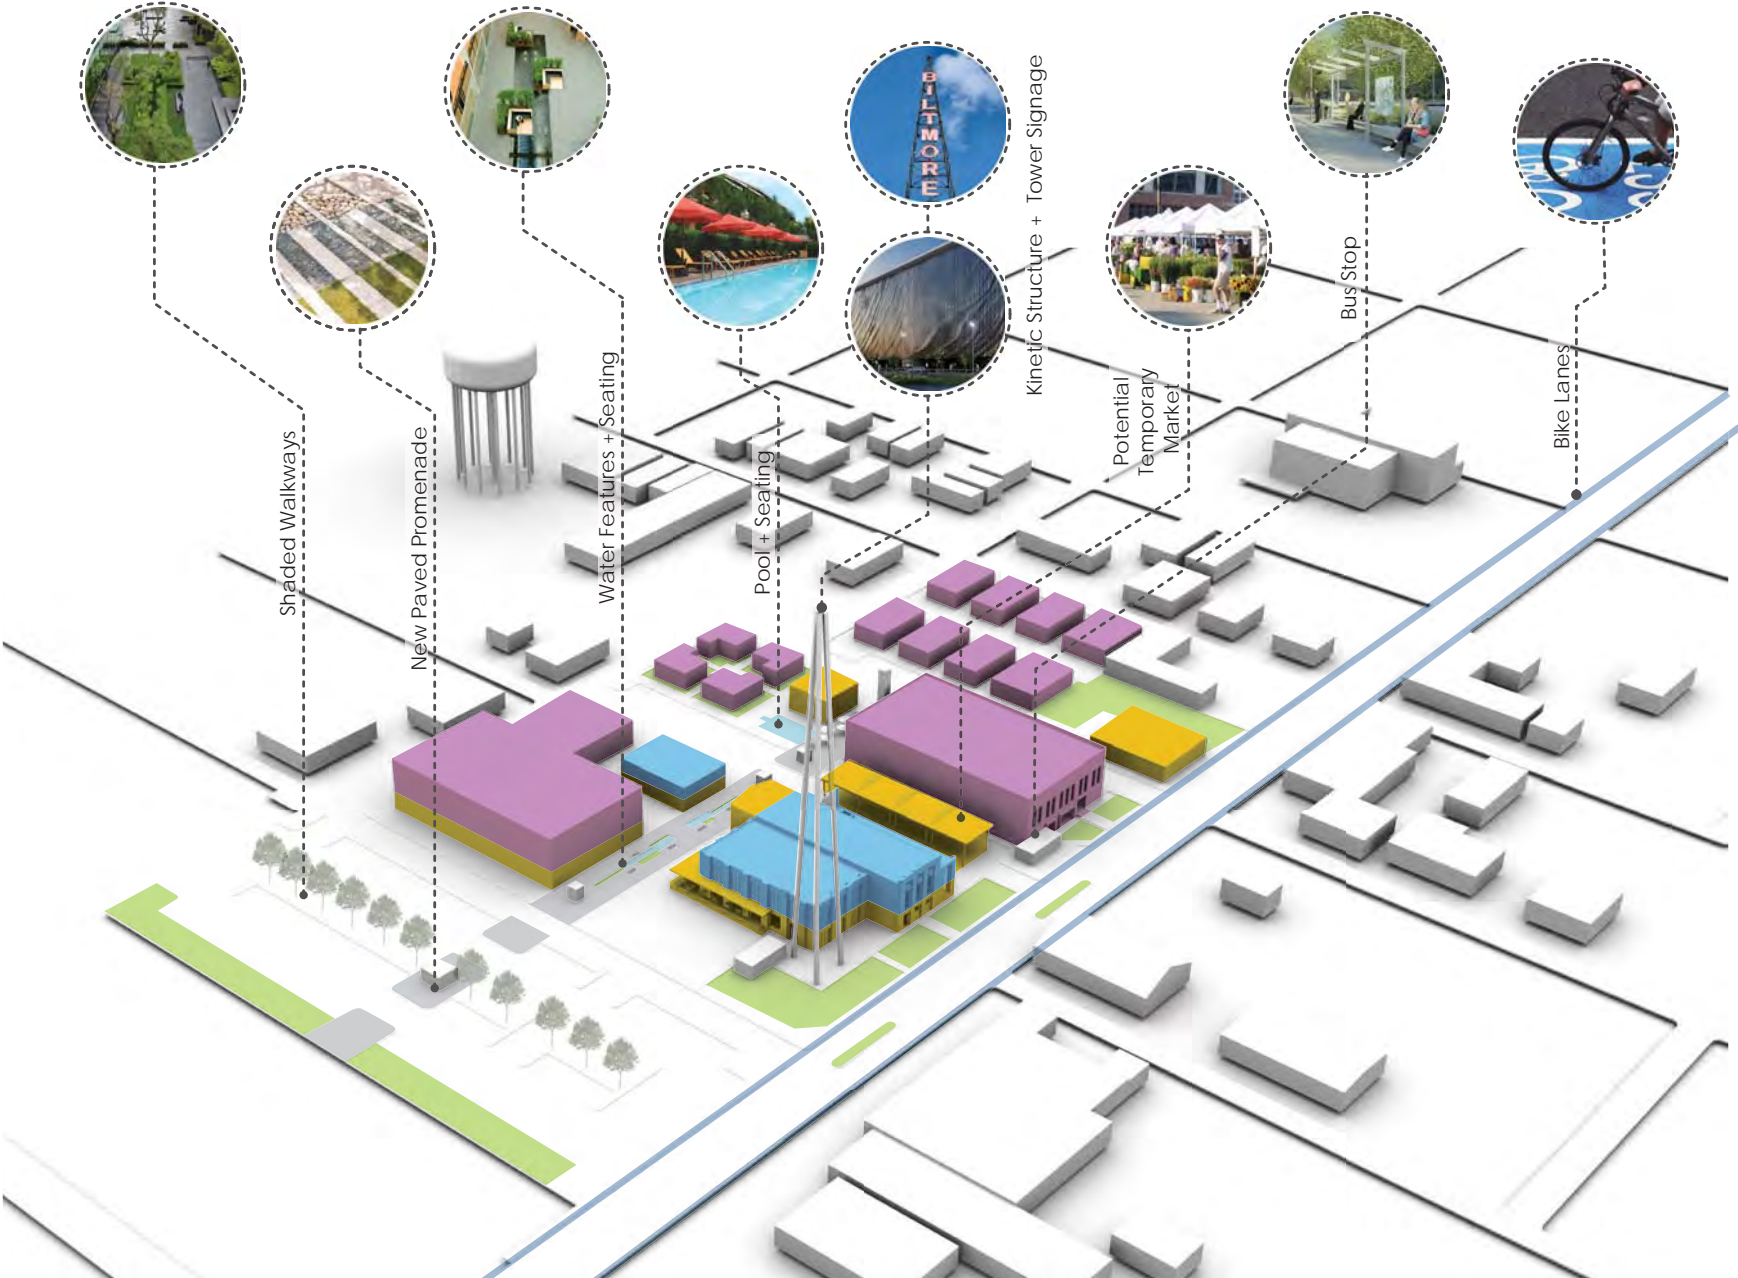 Shaded Walkways
New Paved Promenade
Water Features + Seating
Pool + Seating
BILTMORE
Kinetic Structure + Tower Signage
Potential
Temporary
Market
Bus Stop
Bike Lanes